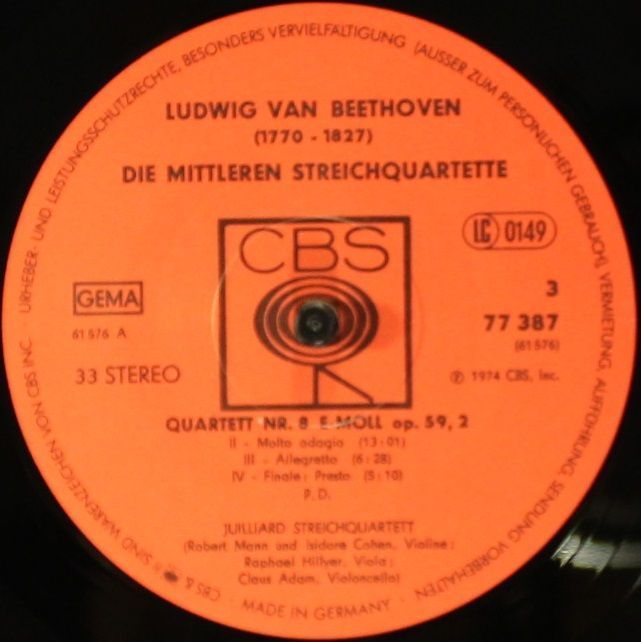 URHEBER- UND LEISTUNGSSCHUTZRECHTE, BESONDERS VERVIELFÄLTIGUNG (AUSSER ZUM PERSÖNLICHEN GEBRAUCH), VERMIETUNG, AUFFÜHRUNG, SENDUNG VORBEHALTEN
LUDWIG VAN BEETHOVEN
(1770 - 1827)
DIE MITTLEREN STREICHQUARTETTE
CBS
LC 0149
GEMA
61 576 A
33 STEREO
3
77 387
(61 576)
℗ 1974 CBS, Inc.
QUARTETT NR. 8 E-MOLL op. 59, 2
II - Molto adagio (13:01)
III - Allegretto (6:28)
IV - Finale: Presto (5:10)
P.D.
JUILLIARD STREICHQUARTETT
(Robert Mann und Isidore Cohen, Violine;
Raphael Hillyer, Viola;
Claus Adam, Violoncello)
CBS & SIND WARENZEICHEN VON CBS INC · MADE IN GERMANY ·